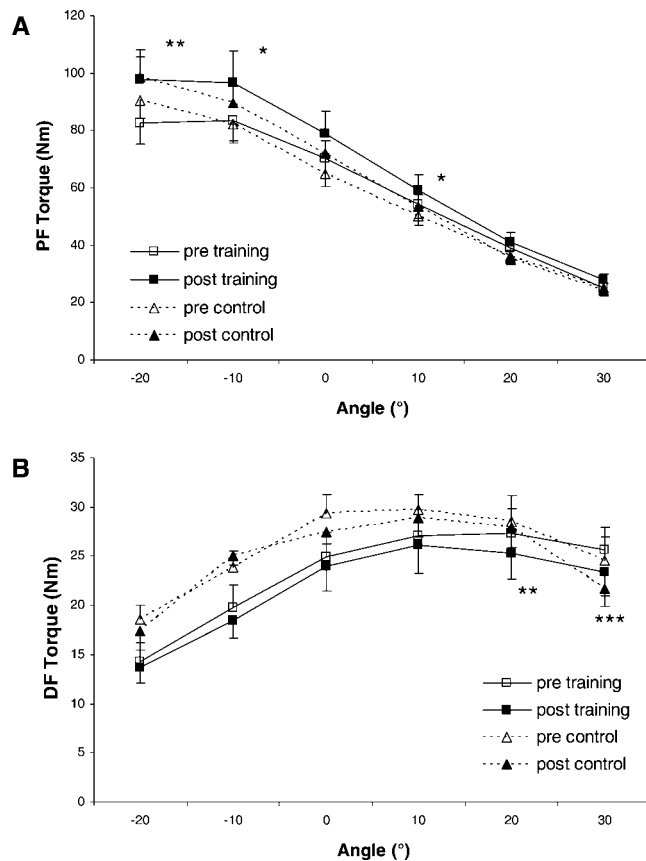 A
120
100
80
60
40
20
0
PF Torque (Nm)
** *
*
pre training
post training
pre control
post control
-20 -10 0 10 20 30
Angle (°)
B
35
30
25
20
15
10
5
0
DF Torque (Nm)
**
***
pre training
post training
pre control
post control
-20 -10 0 10 20 30
Angle (°)